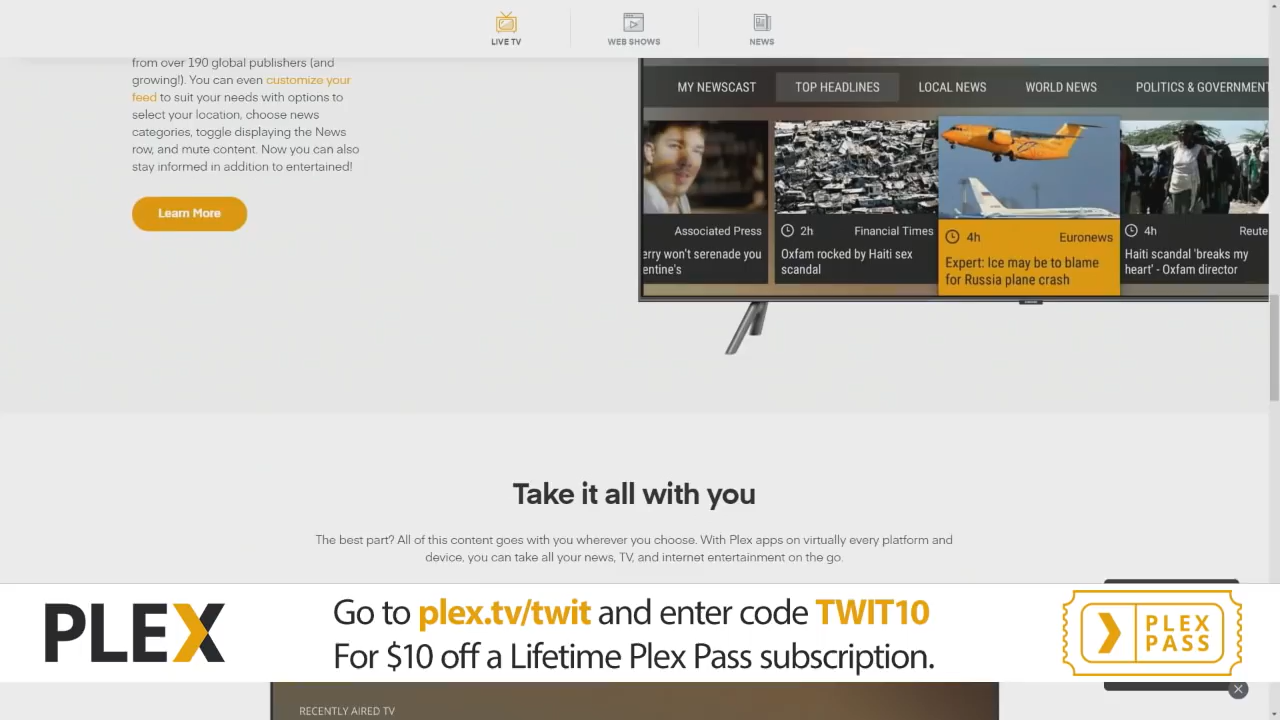 LIVE TV
WEB SHOWS
NEWS
from over 190 global publishers (and
growing!). You can even customize your
feed to suit your needs with options to
select your location, choose news
categories, toggle displaying the News
row, and mute content. Now you can also
stay informed in addition to entertained!
Learn More
MY NEWSCAST
TOP HEADLINES
LOCAL NEWS
WORLD NEWS
POLITICS & GOVERNMENT
Associated Press
erry won't serenade you
entine's
2h Financial Times
Oxfam rocked by Haiti sex
scandal
4h Euronews
Expert: Ice may be to blame
for Russia plane crash
4h Reute
Haiti scandal 'breaks my
heart' - Oxfam director
Take it all with you
The best part? All of this content goes with you wherever you choose. With Plex apps on virtually every platform and
device, you can take all your news, TV, and internet entertainment on the go.
PLEX
Go to plex.tv/twit and enter code TWIT10
For $10 off a Lifetime Plex Pass subscription.
PLEX
PASS
RECENTLY AIRED TV